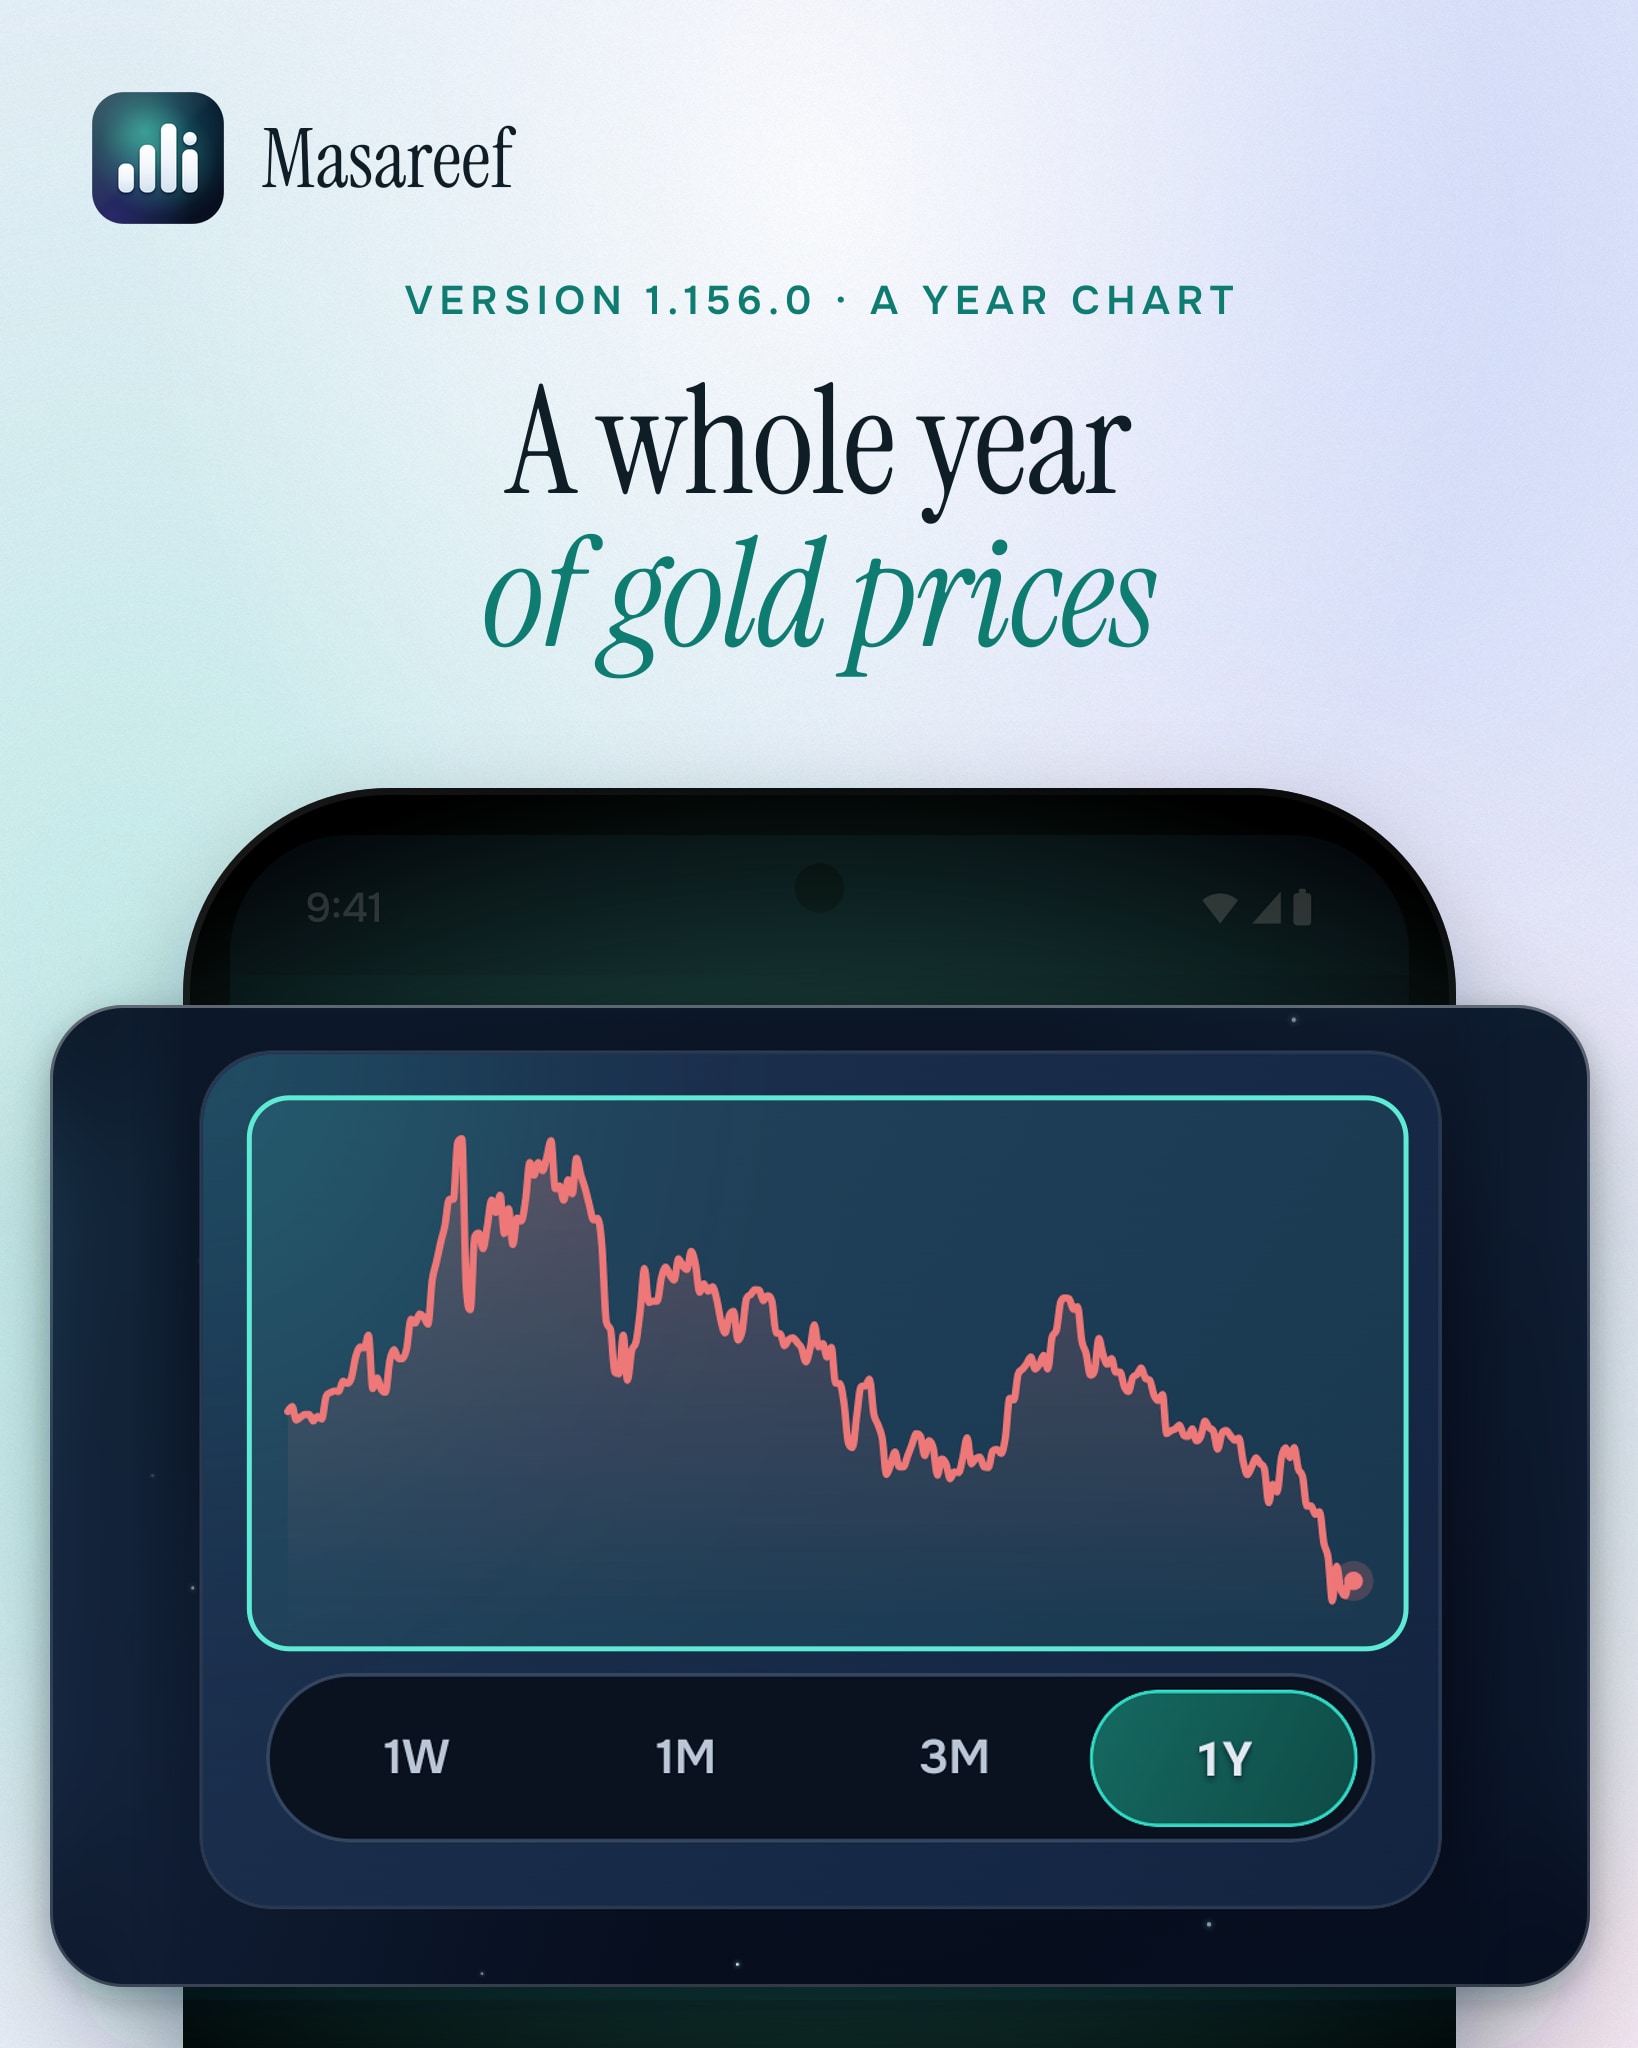 Masareef
VERSION 1.156.0 · A YEAR CHART
A whole year
of gold prices
9:41
1W 1M 3M 1Y